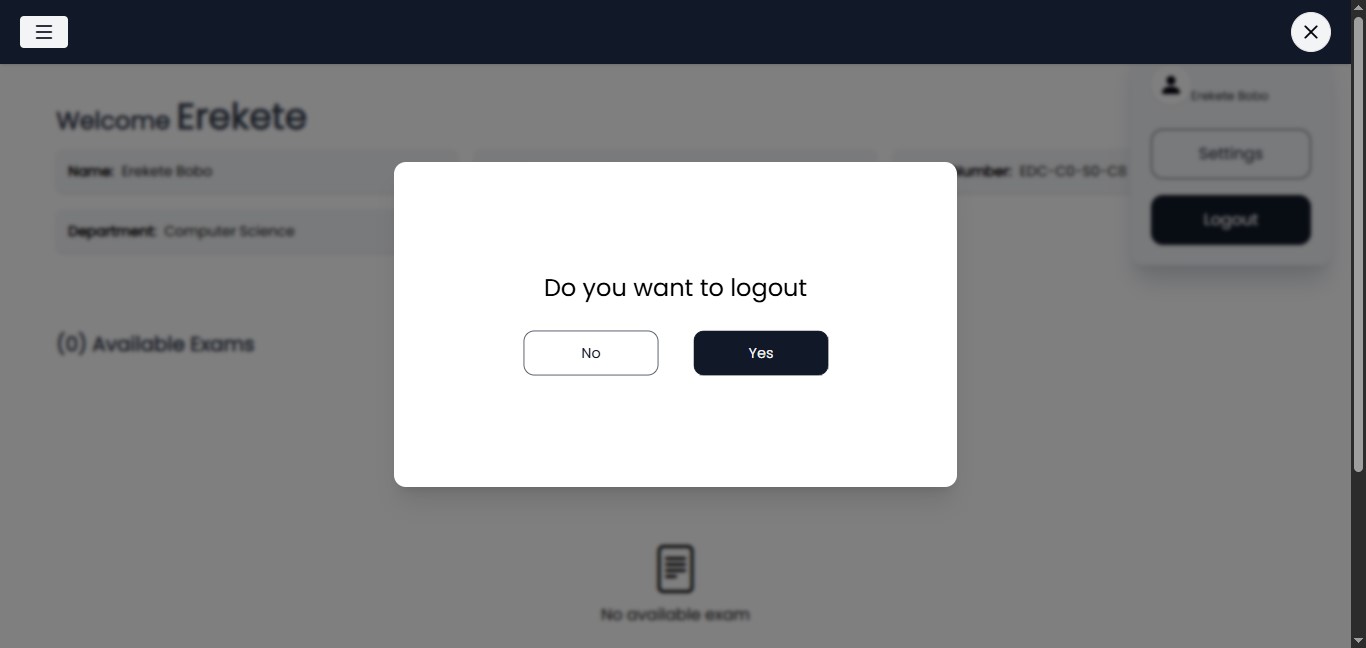 Erekete Bobo
Welcome Erekete
Settings
Name: Erekete Bobo
Number: EDC-C0-S0-C8
Logout
Department: Computer Science
Do you want to logout
No
Yes
(0) Available Exams
No available exam